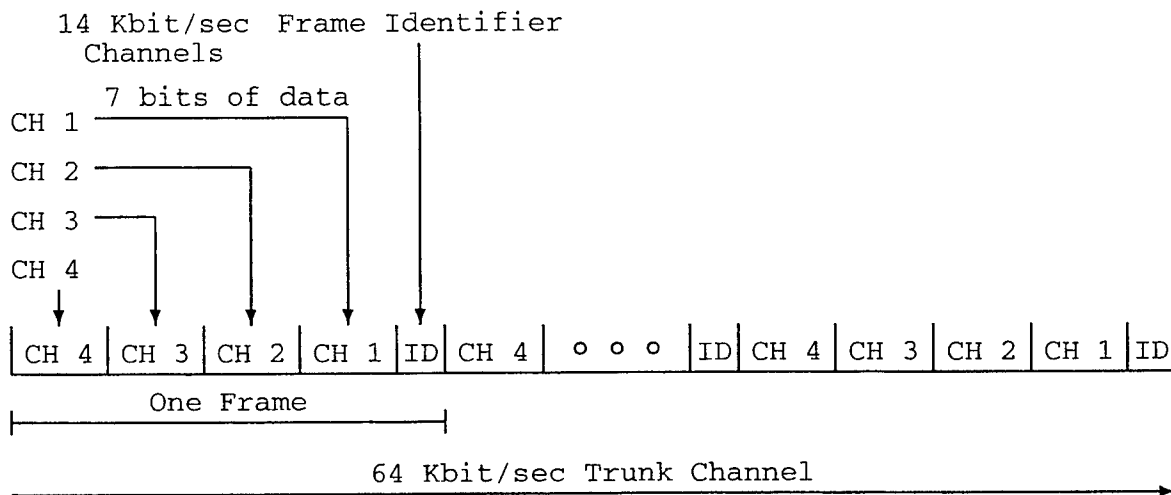 14 Kbit/sec Frame Identifier
Channels
7 bits of data
CH 1
CH 2
CH 3
CH 4
CH 4 CH 3 CH 2 CH 1 ID CH 4 o o o ID CH 4 CH 3 CH 2 CH 1 ID
One Frame
64 Kbit/sec Trunk Channel